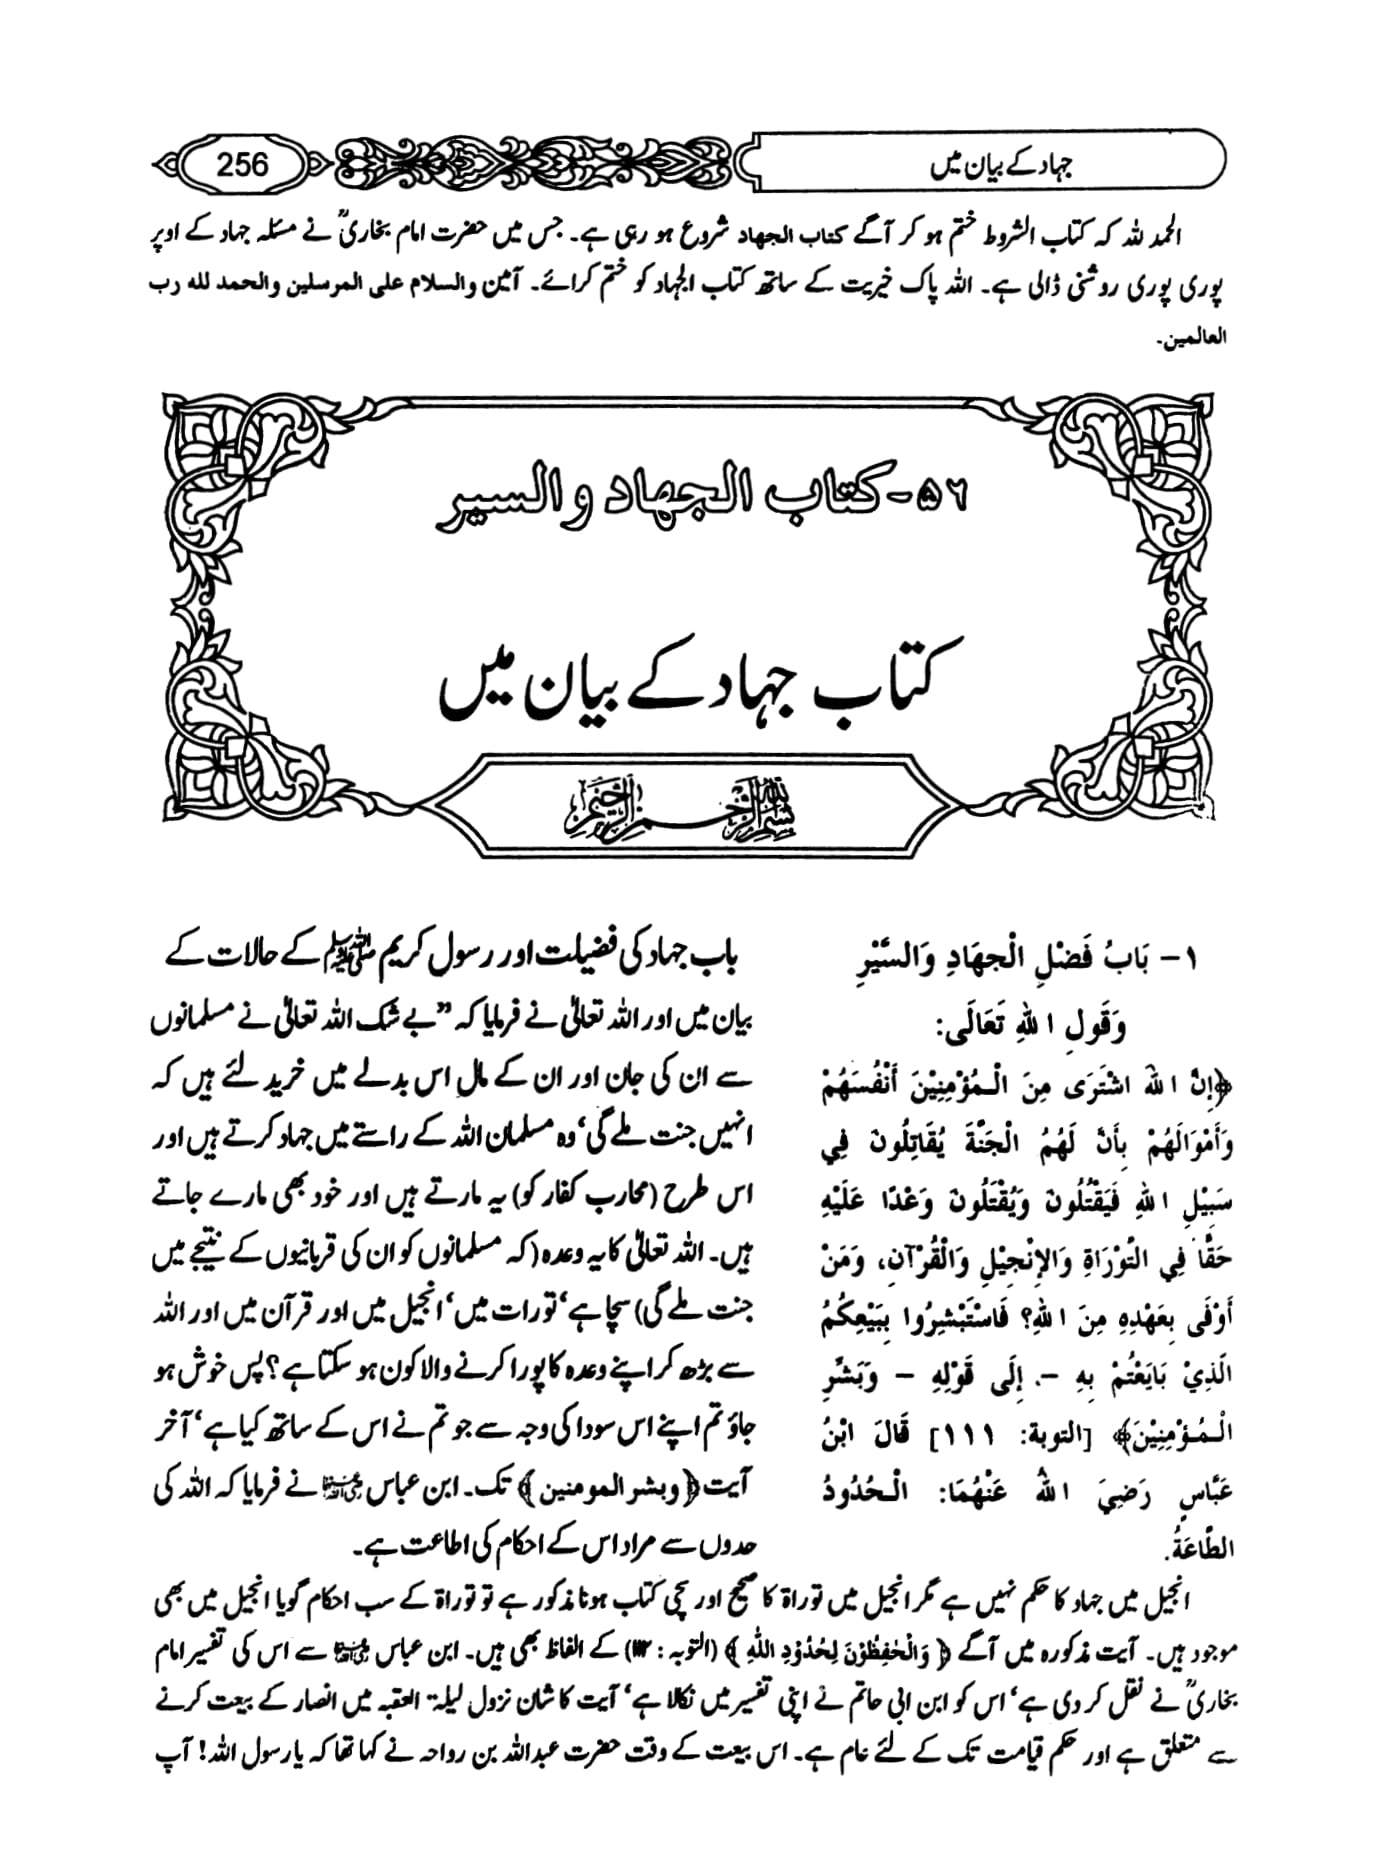 جہاد کے بیان میں
256
الحمد للہ کہ کتاب الشروط ختم ہو کر آگے کتاب الجهاد شروع ہو رہی ہے۔ جس میں حضرت امام بخاریؒ نے مسئلہ جہاد کے اوپر
پوری پوری روشنی ڈالی ہے۔ اللہ پاک خیریت کے ساتھ کتاب الجہاد کو ختم کرائے۔ آمین والسلام على المرسلين والحمد لله رب
العالمين۔
۵۶- كتاب الجهاد والسير
کتاب جہاد کے بیان میں
بسم الله الرحمن الرحيم
١- بَابُ فَضْلِ الْجِهَادِ وَالسِّيَرِ
وَقَولِ اللهِ تَعَالَى:
﴿إِنَّ اللهَ اشْتَرَى مِنَ الْـمُؤْمِنِيْنَ أَنْفُسَهُمْ
وَأَمْوَالَهُمْ بِأَنَّ لَهُمُ الْجَنَّةَ يُقَاتِلُونَ فِي
سَبِيْلِ اللهِ فَيَقْتُلُونَ وَيُقْتَلُونَ وَعْدًا عَلَيْهِ
حَقًّا فِي التَّوْرَاةِ وَالإِنْجِيْلِ وَالْقُرْآنِ، وَمَنْ
أَوْفَى بِعَهْدِهِ مِنَ اللهِ؟ فَاسْتَبْشِرُوا بِبَيْعِكُمُ
الَّذِيْ بَايَعْتُمْ بِهِ -. إِلَى قَوْلِهِ - وَبَشِّرِ
الْـمُؤْمِنِيْنَ﴾ [التوبة: ١١١] قَالَ ابْنُ
عَبَّاسٍ رَضِيَ اللهُ عَنْهُمَا: الْـحُدُودُ
الطَّاعَةُ.
باب جہاد کی فضیلت اور رسول کریم ﷺ کے حالات کے
بیان میں اور اللہ تعالیٰ نے فرمایا کہ ”بے شک اللہ تعالیٰ نے مسلمانوں
سے ان کی جان اور ان کے مال اس بدلے میں خرید لئے ہیں کہ
انہیں جنت ملے گی‘ وہ مسلمان اللہ کے راستے میں جہاد کرتے ہیں اور
اس طرح (محارب کفار کو) یہ مارتے ہیں اور خود بھی مارے جاتے
ہیں۔ اللہ تعالیٰ کا یہ وعدہ (کہ مسلمانوں کو ان کی قربانیوں کے نتیجے میں
جنت ملے گی) سچا ہے‘ تورات میں‘ انجیل میں اور قرآن میں اور اللہ
سے بڑھ کر اپنے وعدہ کا پورا کرنے والا کون ہو سکتا ہے؟ پس خوش ہو
جاؤ تم اپنے اس سودا کی وجہ سے جو تم نے اس کے ساتھ کیا ہے‘ آخر
آیت ﴿وبشر المومنين﴾ تک۔ ابن عباس رضی اللہ عنہما نے فرمایا کہ اللہ کی
حدوں سے مراد اس کے احکام کی اطاعت ہے۔
انجیل میں جہاد کا حکم نہیں ہے مگر انجیل میں توراۃ کا صحیح اور سچی کتاب ہونا مذکور ہے تو توراۃ کے سب احکام گویا انجیل میں بھی
موجود ہیں۔ آیت مذکورہ میں آگے ﴿ وَالْحٰفِظُوْنَ لِحُدُوْدِ اللهِ ﴾ (التوبہ : ۱۱۲) کے الفاظ بھی ہیں۔ ابن عباس رضی اللہ عنہما سے اس کی تفسیر امام
بخاریؒ نے نقل کر دی ہے‘ اس کو ابن ابی حاتم نے اپنی تفسیر میں نکالا ہے‘ آیت کا شان نزول لیلۃ العقبہ میں انصار کے بیعت کرنے
سے متعلق ہے اور حکم قیامت تک کے لئے عام ہے۔ اس بیعت کے وقت حضرت عبداللہ بن رواحہ نے کہا تھا کہ یا رسول اللہ! آپ